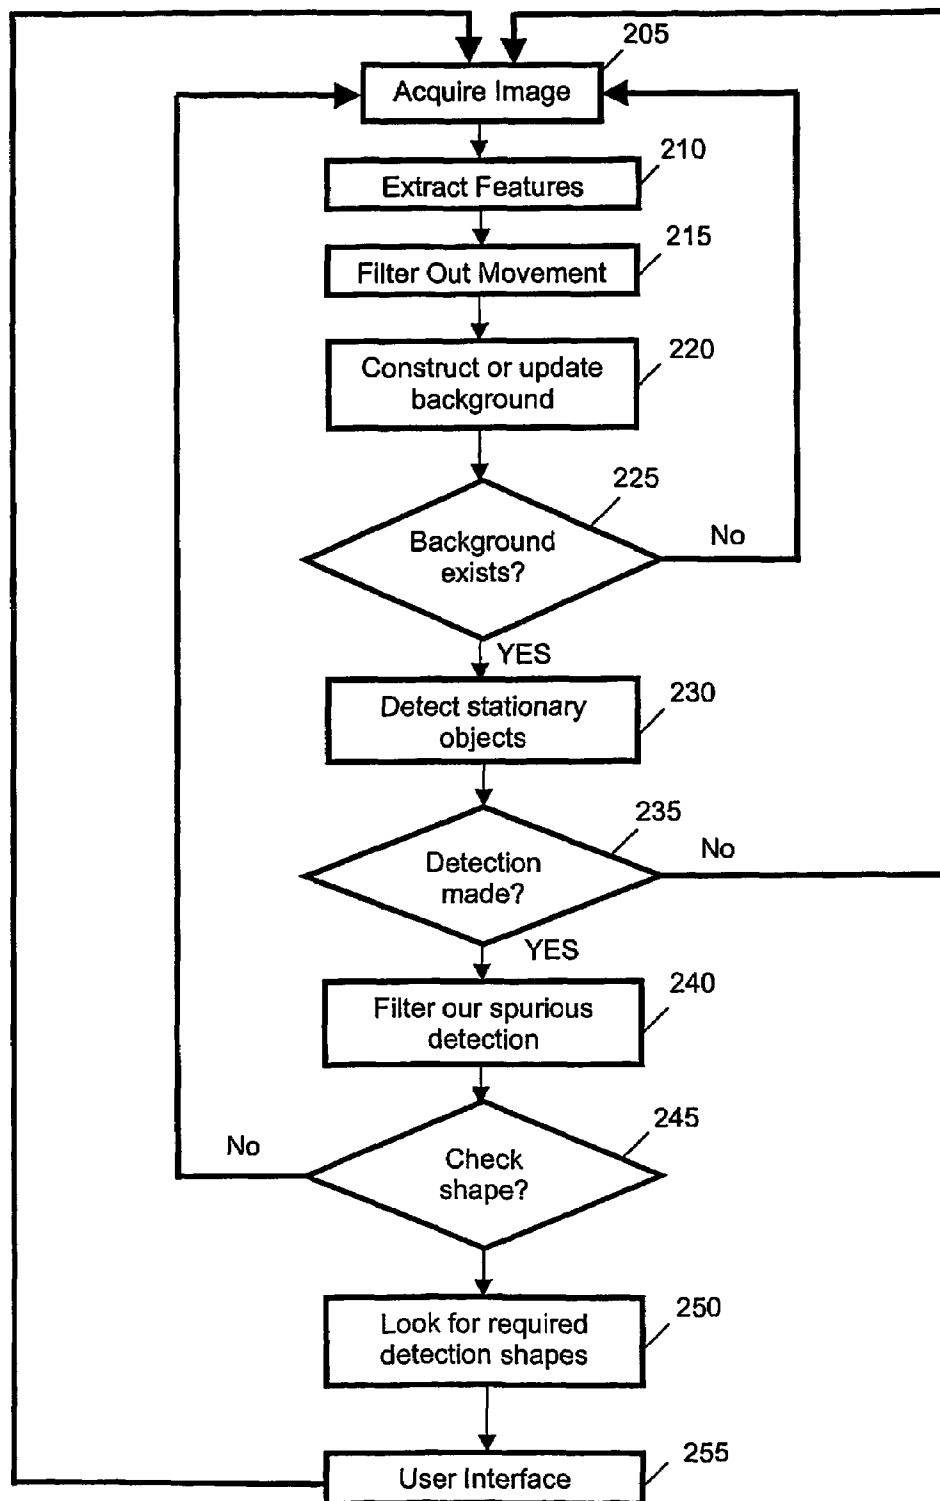 205
Acquire Image
210
Extract Features
215
Filter Out Movement
220
Construct or update
background
225
Background
exists?
No
YES
230
Detect stationary
objects
235
Detection
made?
No
YES
240
Filter our spurious
detection
245
No
Check
shape?
250
Look for required
detection shapes
255
User Interface